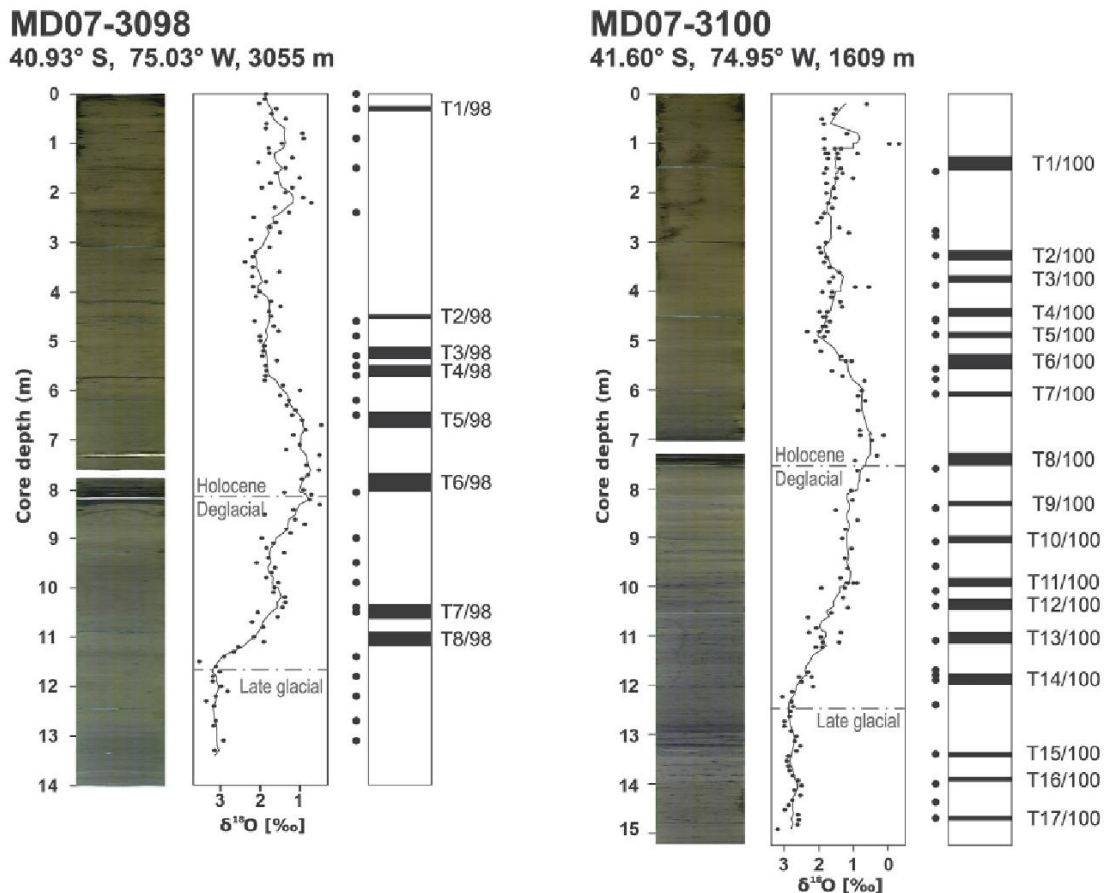 MD07-3098
40.93° S, 75.03° W, 3055 m
Core depth (m)
0
1
2
3
4
5
6
7
8
9
10
11
12
13
14
Holocene
Deglacial
Late glacial
3 2 1
δ¹⁸O [‰]
T1/98
T2/98
T3/98
T4/98
T5/98
T6/98
T7/98
T8/98
MD07-3100
41.60° S, 74.95° W, 1609 m
Core depth (m)
0
1
2
3
4
5
6
7
8
9
10
11
12
13
14
15
Holocene
Deglacial
Late glacial
3 2 1 0
δ¹⁸O [‰]
T1/100
T2/100
T3/100
T4/100
T5/100
T6/100
T7/100
T8/100
T9/100
T10/100
T11/100
T12/100
T13/100
T14/100
T15/100
T16/100
T17/100